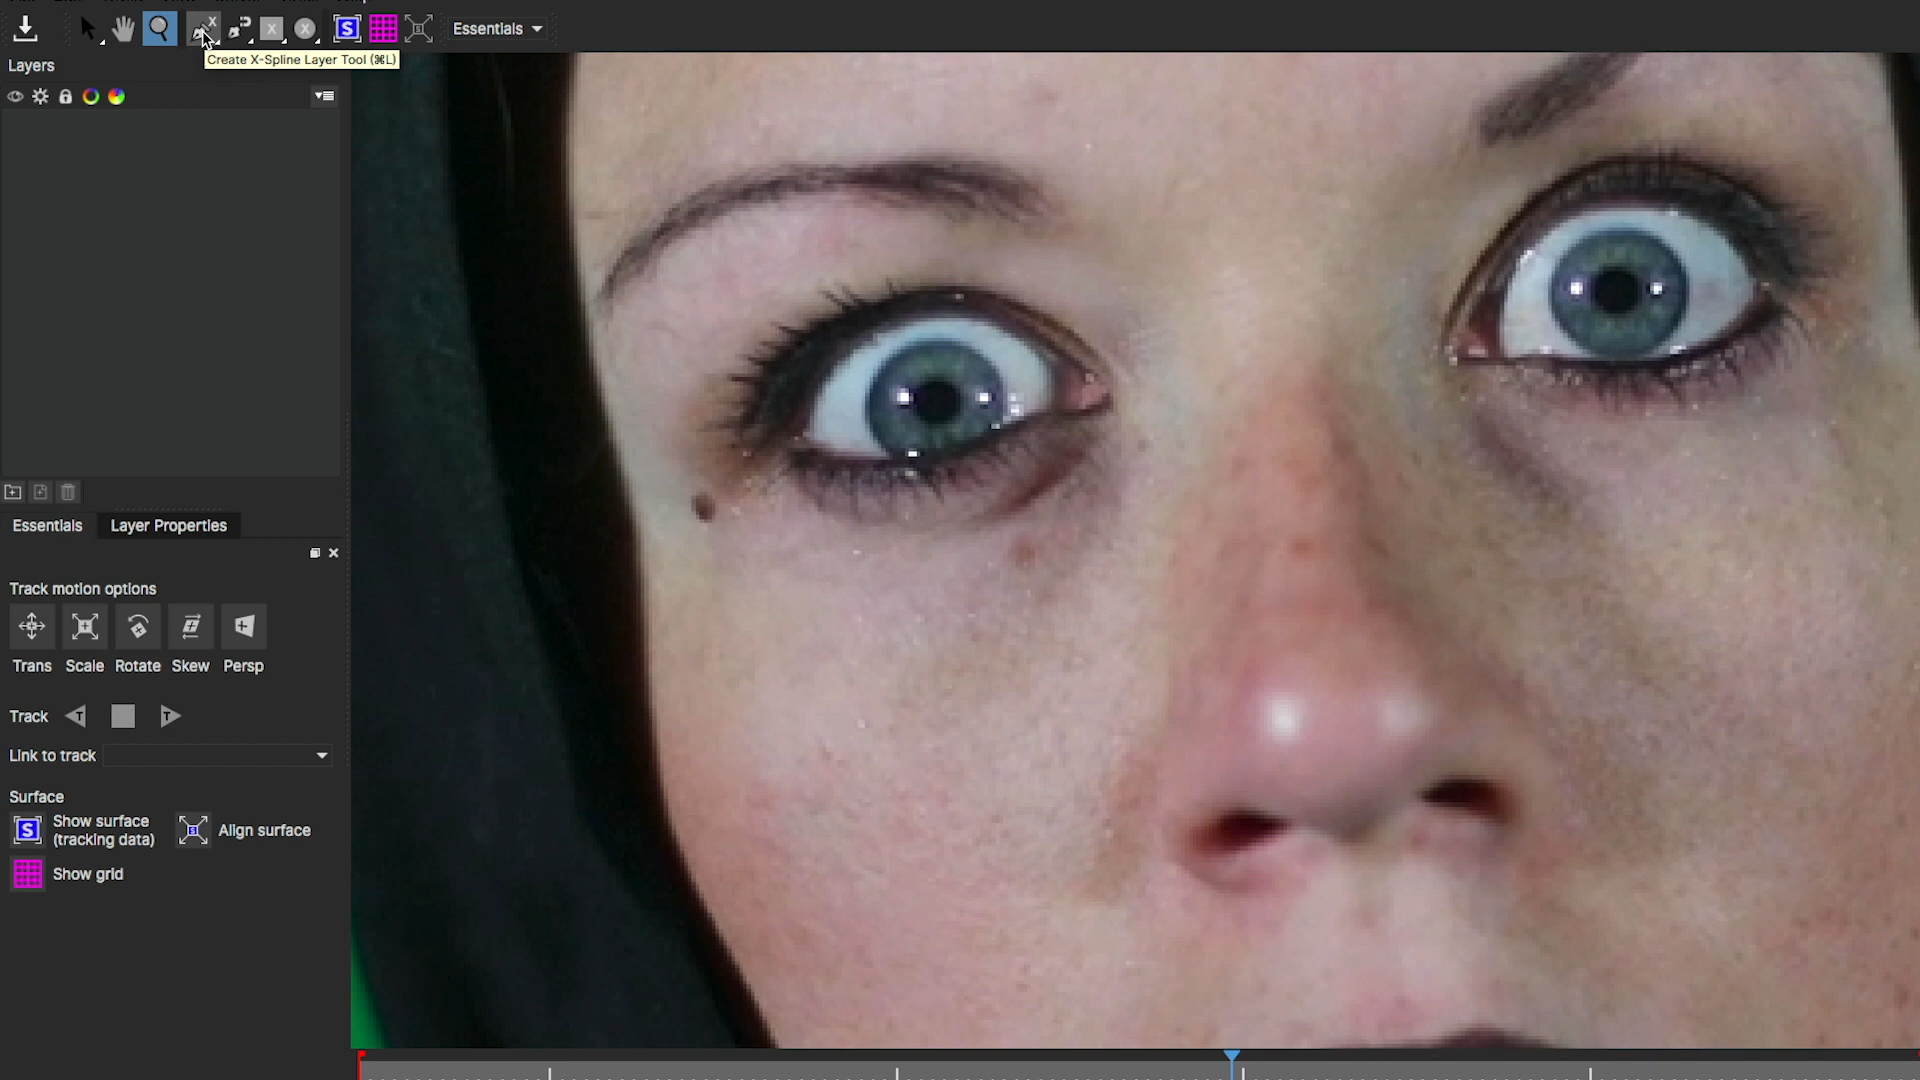 Essentials
Create X-Spline Layer Tool (⌘L)
Layers
Essentials
Layer Properties
Track motion options
Trans Scale Rotate Skew Persp
Track
Link to track
Surface
Show surface
(tracking data)
Align surface
Show grid